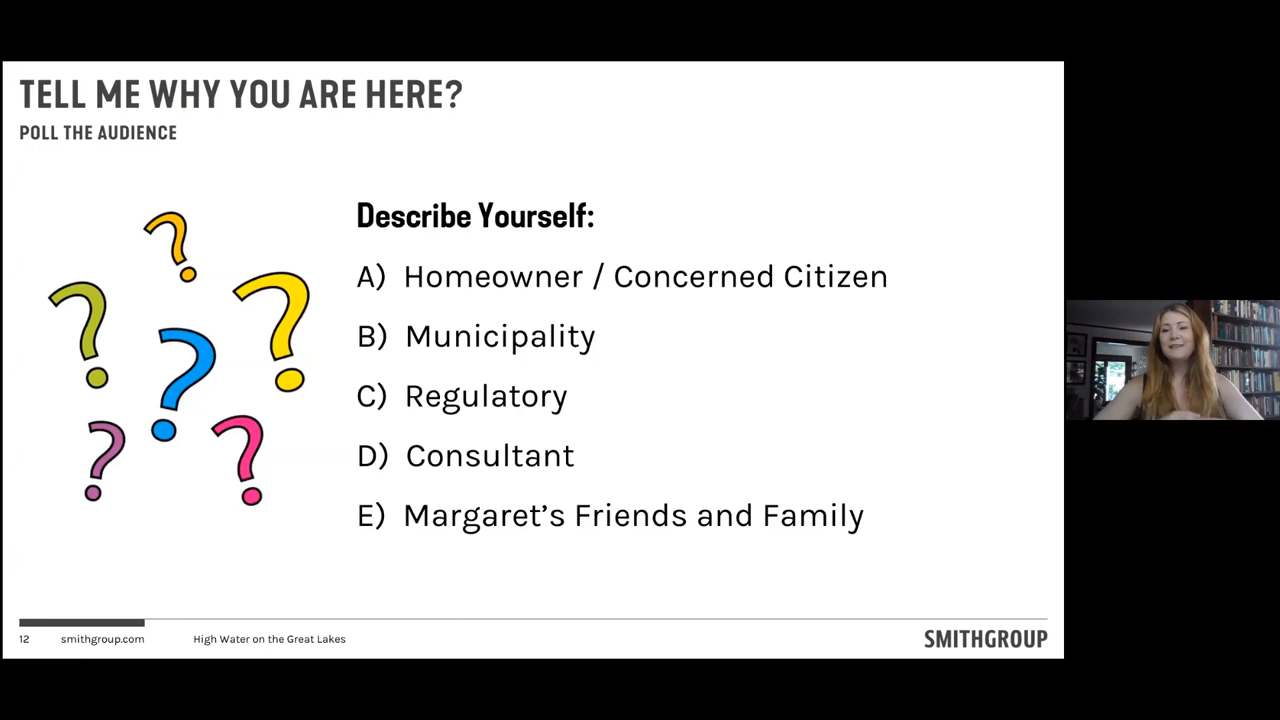 TELL ME WHY YOU ARE HERE?
POLL THE AUDIENCE
Describe Yourself:
A) Homeowner / Concerned Citizen
B) Municipality
C) Regulatory
D) Consultant
E) Margaret’s Friends and Family
12 smithgroup.com High Water on the Great Lakes SMITHGROUP